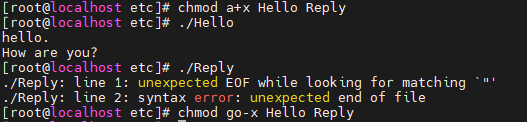 [root@localhost etc]# chmod a+x Hello Reply
[root@localhost etc]# ./Hello
hello.
How are you?
[root@localhost etc]# ./Reply
./Reply: line 1: unexpected EOF while looking for matching `"'
./Reply: line 2: syntax error: unexpected end of file
[root@localhost etc]# chmod go-x Hello Reply